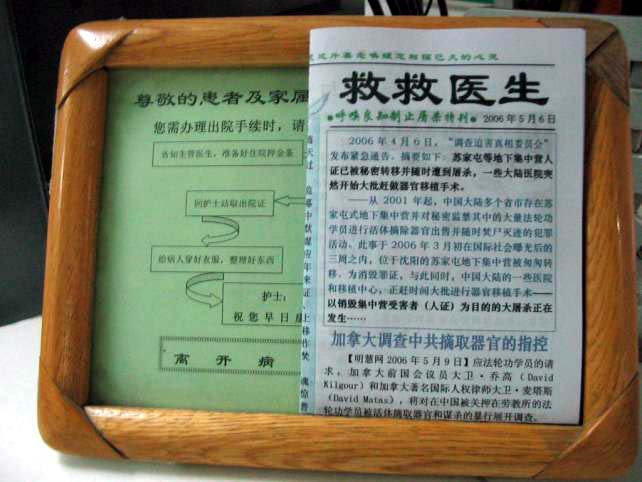 尊敬的患者及家属
您需办理出院手续时，请
告知主管医生，准备好住院押金条
回护士站取出院证
给病人穿好衣服，整理好东西
护士：
祝您早日康
离开病
救救医生
●呼唤良知制止屠杀特刊● 2006年5月6日
2006年4月6日，“调查迫害真相委员会”
发布紧急通告，摘要如下：苏家屯等地下集中营人
证已被秘密转移并随时遭到屠杀，一些大陆医院突
然开始大批赶做器官移植手术。
——从2001年起，中国大陆多个省市存在苏
家屯式地下集中营并对秘密监禁其中的大量法轮功
学员进行活体摘除器官出售并随时焚尸灭迹的犯罪
活动。此事于2006年3月初在国际社会曝光后的
三周之内，位于沈阳的苏家屯地下集中营被匆匆转
移。为消毁罪证，与此同时，中国大陆的一些医院
和移植中心，正赶时间大批进行器官移植手术——
以销毁集中营受害者（人证）为目的的大屠杀正在
发生……
加拿大调查中共摘取器官的指控
【明慧网2006年5月9日】应法轮功学员的请
求，加拿大前国会议员大卫·乔高（David
Kilgour）和加拿大著名国际人权律师大卫·麦塔斯
（David Matas），将对在中国被关押在劳教所的法
轮功学员被活体摘取器官和谋杀的暴行展开调查。